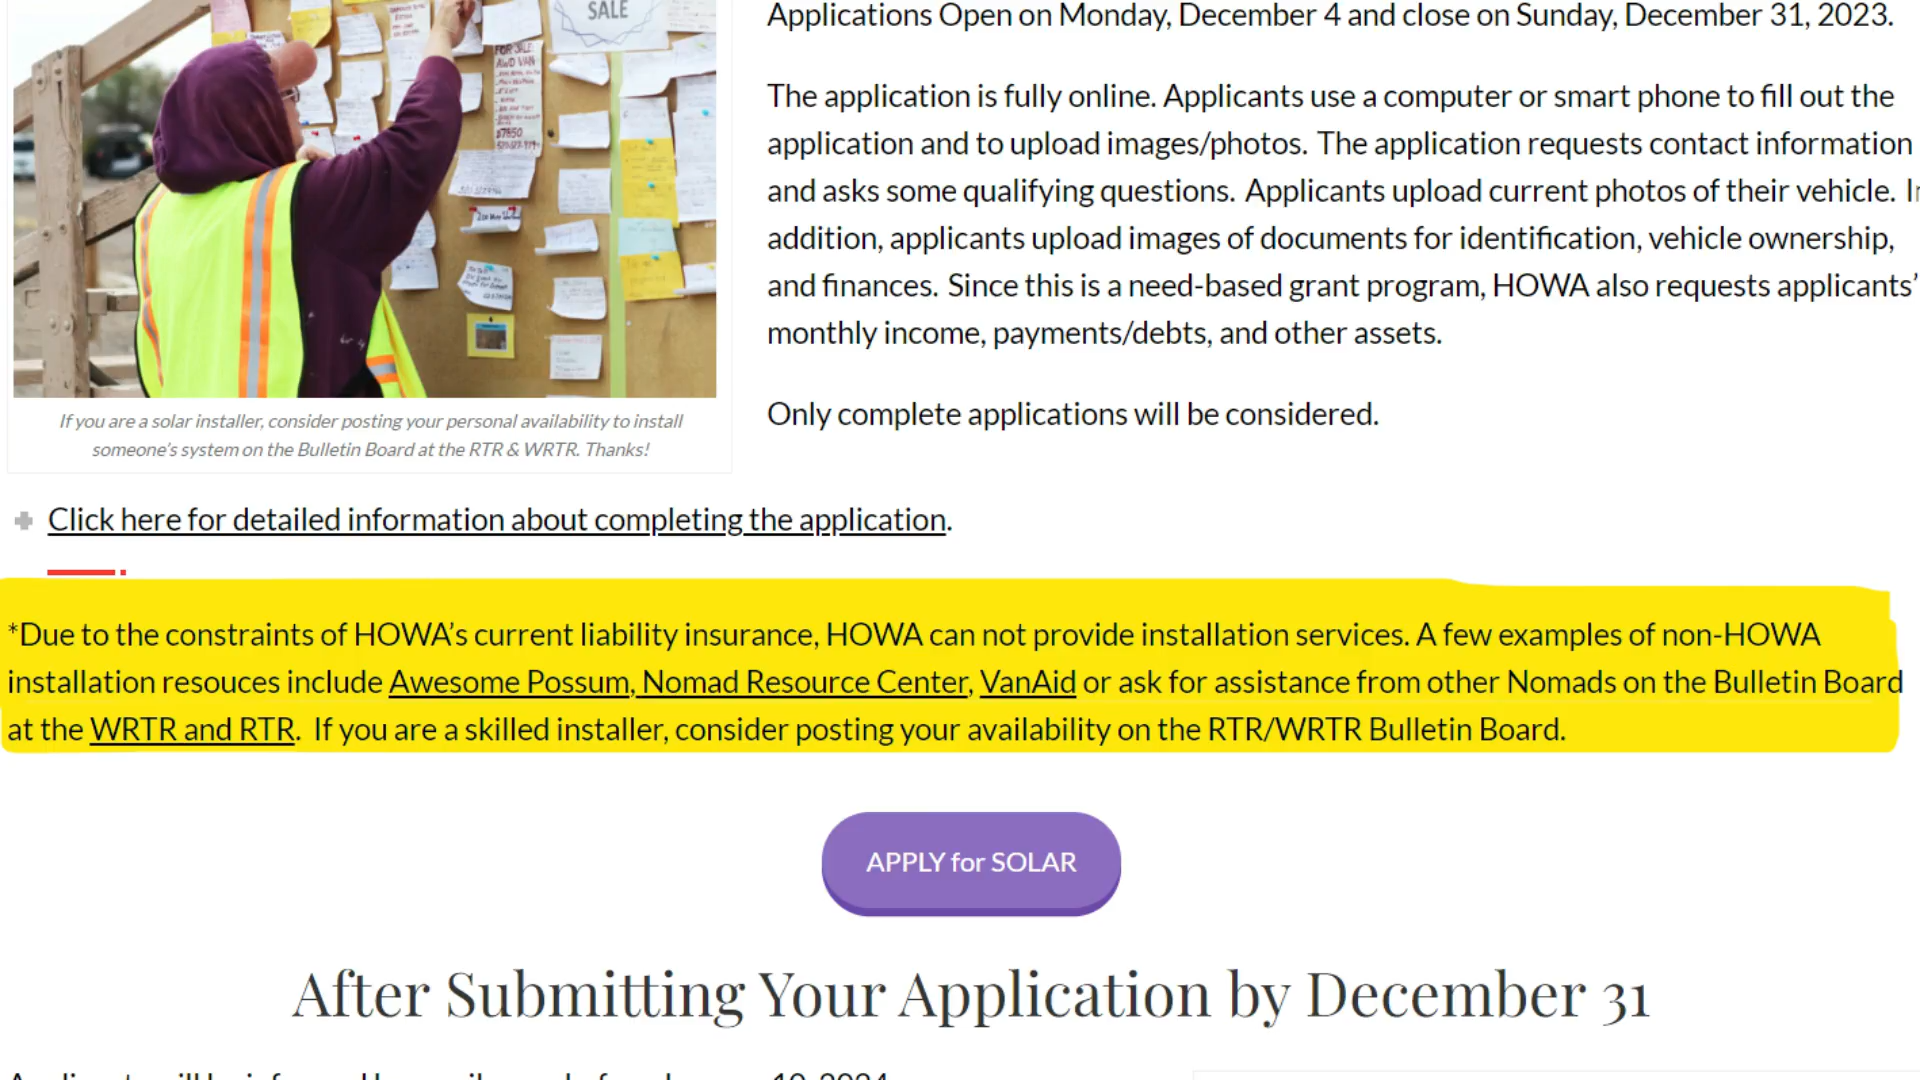 SALE
FOR SALE:
AWD VAN
$7850
Applications Open on Monday, December 4 and close on Sunday, December 31, 2023.
The application is fully online. Applicants use a computer or smart phone to fill out the
application and to upload images/photos. The application requests contact information
and asks some qualifying questions. Applicants upload current photos of their vehicle. In
addition, applicants upload images of documents for identification, vehicle ownership,
and finances. Since this is a need-based grant program, HOWA also requests applicants’
monthly income, payments/debts, and other assets.
Only complete applications will be considered.
If you are a solar installer, consider posting your personal availability to install
someone’s system on the Bulletin Board at the RTR & WRTR. Thanks!
Click here for detailed information about completing the application.
*Due to the constraints of HOWA’s current liability insurance, HOWA can not provide installation services. A few examples of non-HOWA
installation resouces include Awesome Possum, Nomad Resource Center, VanAid or ask for assistance from other Nomads on the Bulletin Board
at the WRTR and RTR. If you are a skilled installer, consider posting your availability on the RTR/WRTR Bulletin Board.
APPLY for SOLAR
After Submitting Your Application by December 31